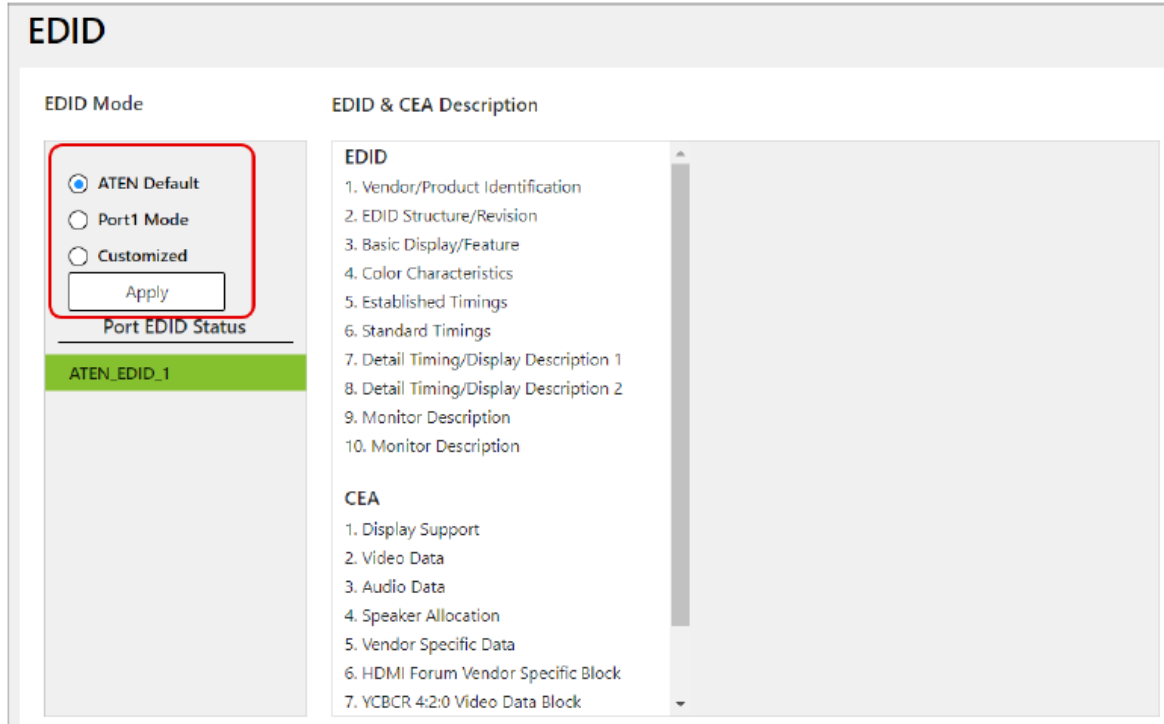 EDID
EDID Mode
EDID & CEA Description
ATEN Default
Port1 Mode
Customized
Apply
Port EDID Status
ATEN_EDID_1
EDID
1. Vendor/Product Identification
2. EDID Structure/Revision
3. Basic Display/Feature
4. Color Characteristics
5. Established Timings
6. Standard Timings
7. Detail Timing/Display Description 1
8. Detail Timing/Display Description 2
9. Monitor Description
10. Monitor Description
CEA
1. Display Support
2. Video Data
3. Audio Data
4. Speaker Allocation
5. Vendor Specific Data
6. HDMI Forum Vendor Specific Block
7. YCBCR 4:2:0 Video Data Block